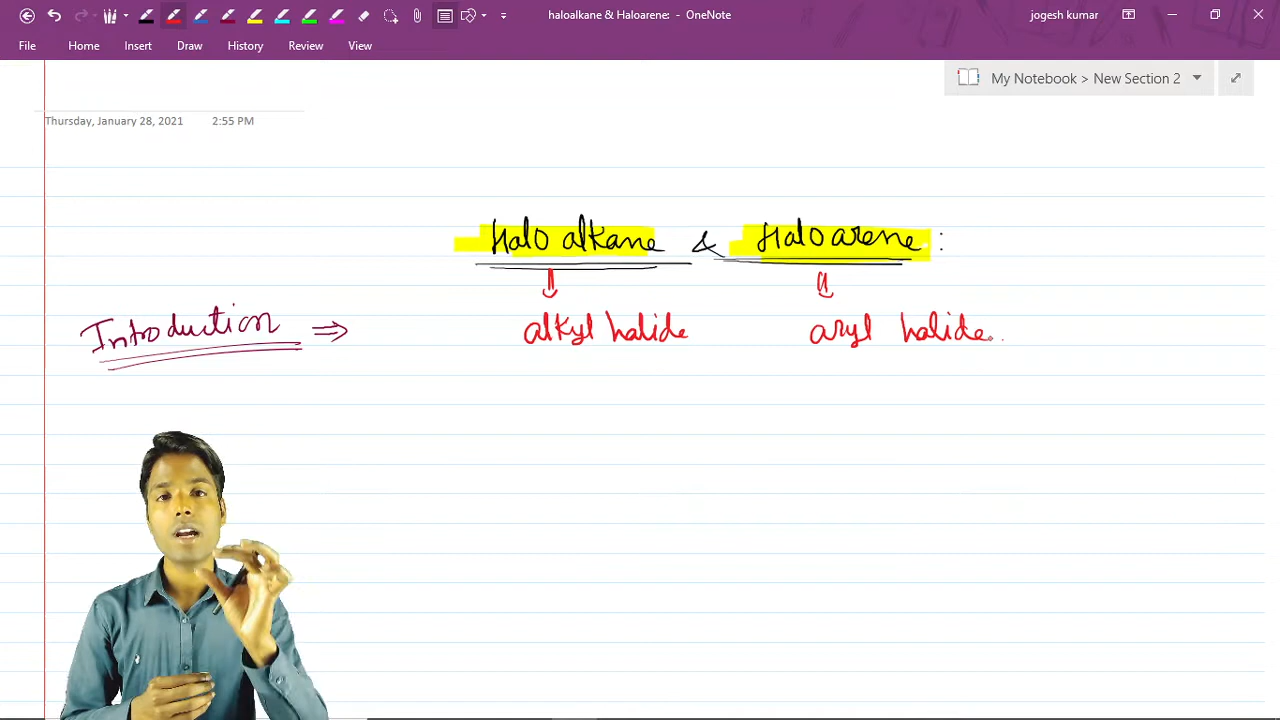 haloalkane & Haloarene: - OneNote
jogesh kumar
File Home Insert Draw History Review View
My Notebook > New Section 2
Thursday, January 28, 2021 2:55 PM
Halo alkane & Haloarene :
Introduction ⇒ alkyl halide aryl halide.